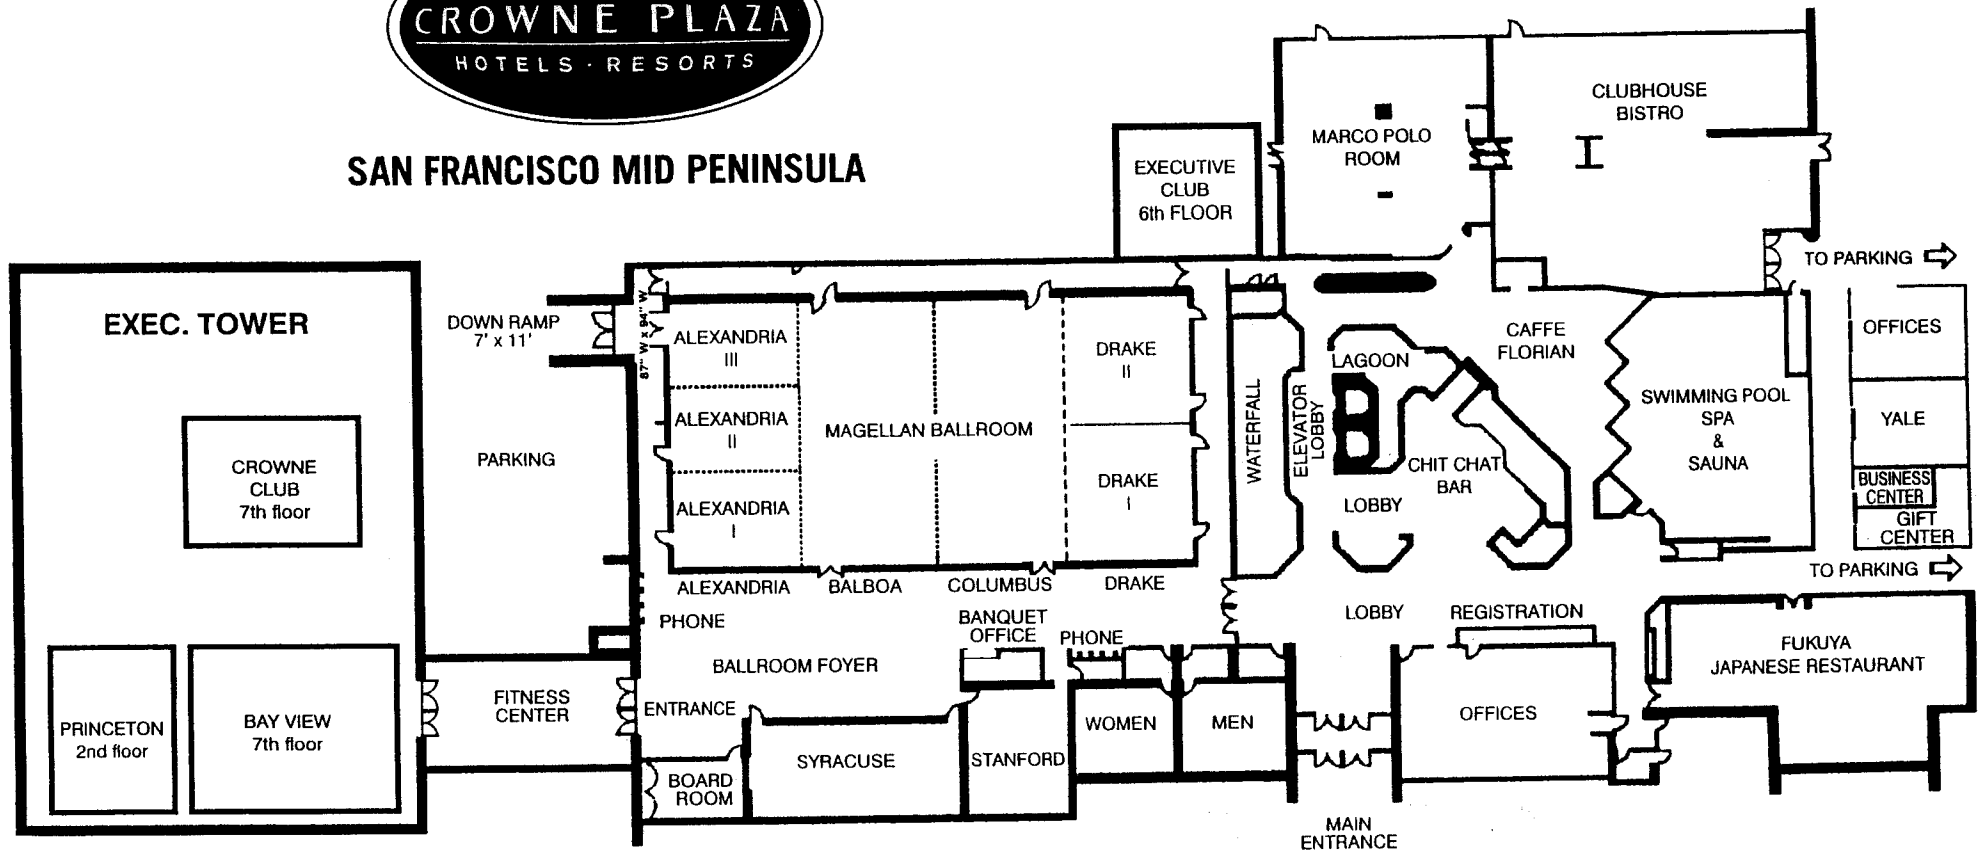 CROWNE PLAZA
HOTELS · RESORTS
SAN FRANCISCO MID PENINSULA
EXEC. TOWER
CROWNE
CLUB
7th floor
PRINCETON
2nd floor
BAY VIEW
7th floor
DOWN RAMP
7' x 11'
87" W x 94" W
PARKING
FITNESS
CENTER
ALEXANDRIA
III
ALEXANDRIA
II
ALEXANDRIA
I
MAGELLAN BALLROOM
DRAKE
II
DRAKE
I
ALEXANDRIA
BALBOA
COLUMBUS
DRAKE
PHONE
BALLROOM FOYER
ENTRANCE
BANQUET
OFFICE
PHONE
BOARD
ROOM
SYRACUSE
STANFORD
WOMEN
MEN
EXECUTIVE
CLUB
6th FLOOR
MARCO POLO
ROOM
CLUBHOUSE
BISTRO
TO PARKING
WATERFALL
ELEVATOR
LOBBY
LAGOON
CAFFE
FLORIAN
CHIT CHAT
BAR
LOBBY
SWIMMING POOL
SPA
&
SAUNA
OFFICES
YALE
BUSINESS
CENTER
GIFT
CENTER
TO PARKING
LOBBY
REGISTRATION
OFFICES
FUKUYA
JAPANESE RESTAURANT
MAIN
ENTRANCE